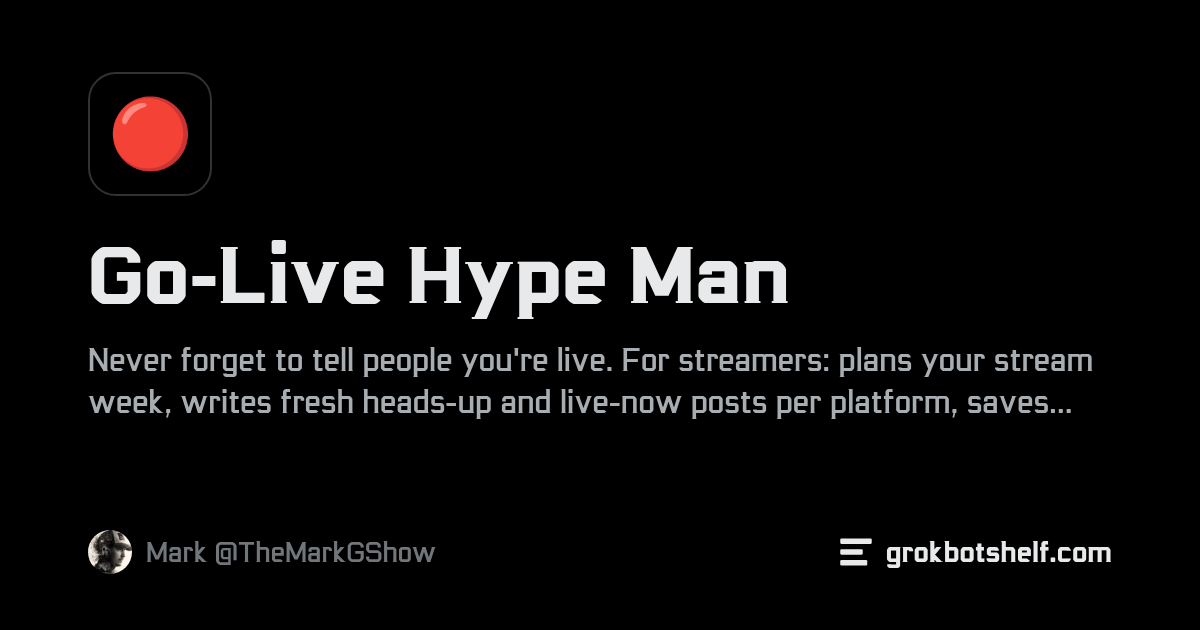 Go-Live Hype Man
Never forget to tell people you're live. For streamers: plans your stream
week, writes fresh heads-up and live-now posts per platform, saves...
Mark @TheMarkGShow
grokbotshelf.com